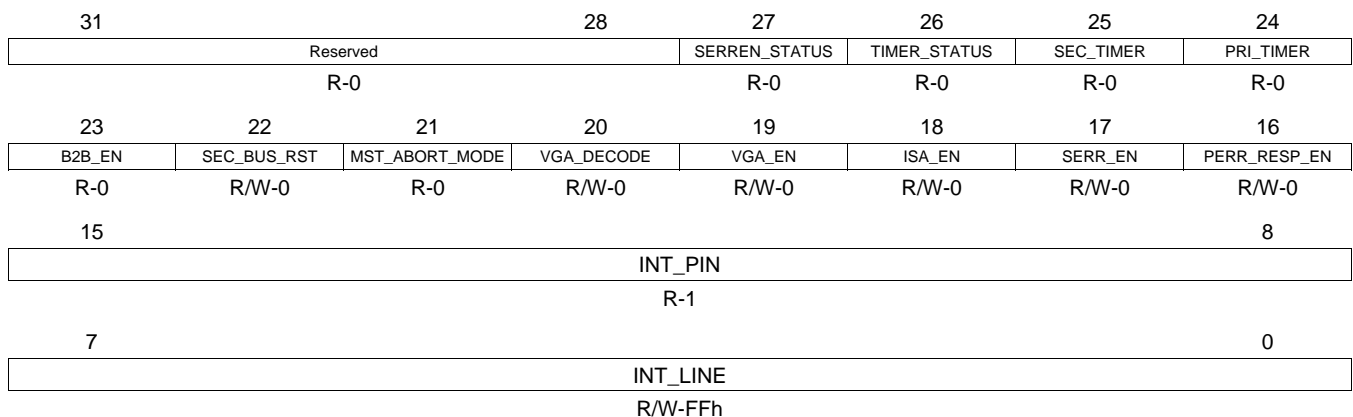 31 28 27 26 25 24
Reserved SERREN_STATUS TIMER_STATUS SEC_TIMER PRI_TIMER
R-0 R-0 R-0 R-0 R-0
23 22 21 20 19 18 17 16
B2B_EN SEC_BUS_RST MST_ABORT_MODE VGA_DECODE VGA_EN ISA_EN SERR_EN PERR_RESP_EN
R-0 R/W-0 R-0 R/W-0 R/W-0 R/W-0 R/W-0 R/W-0
15 8
INT_PIN
R-1
7 0
INT_LINE
R/W-FFh